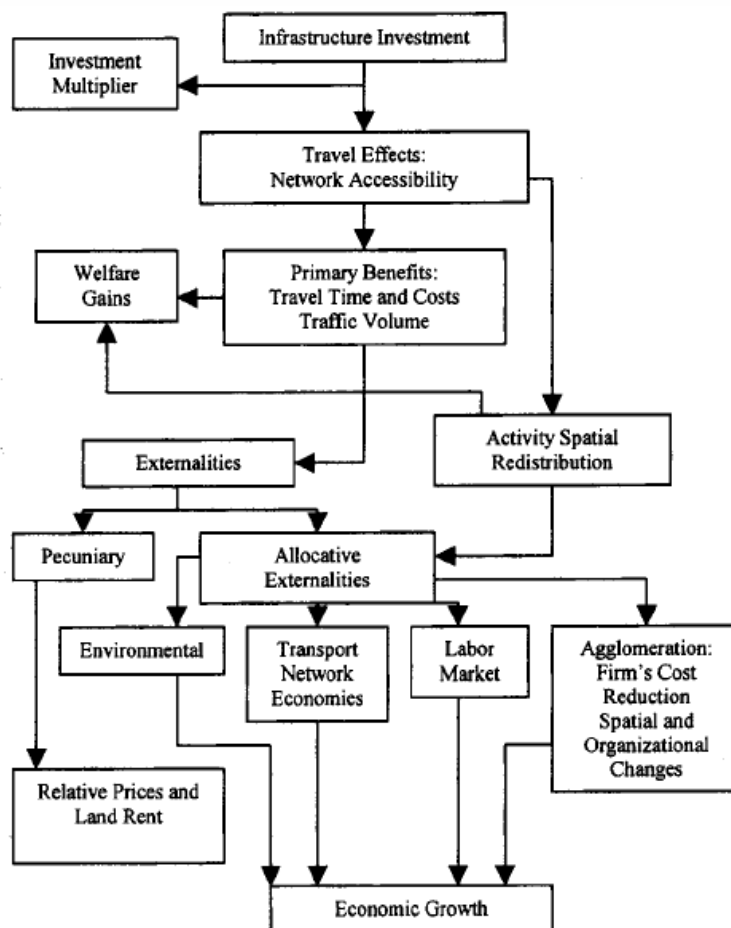 Infrastructure Investment
Investment
Multiplier
Travel Effects:
Network Accessibility
Welfare
Gains
Primary Benefits:
Travel Time and Costs
Traffic Volume
Activity Spatial
Redistribution
Externalities
Pecuniary
Allocative
Externalities
Environmental
Transport
Network
Economies
Labor
Market
Agglomeration:
Firm's Cost
Reduction
Spatial and
Organizational
Changes
Relative Prices and
Land Rent
Economic Growth